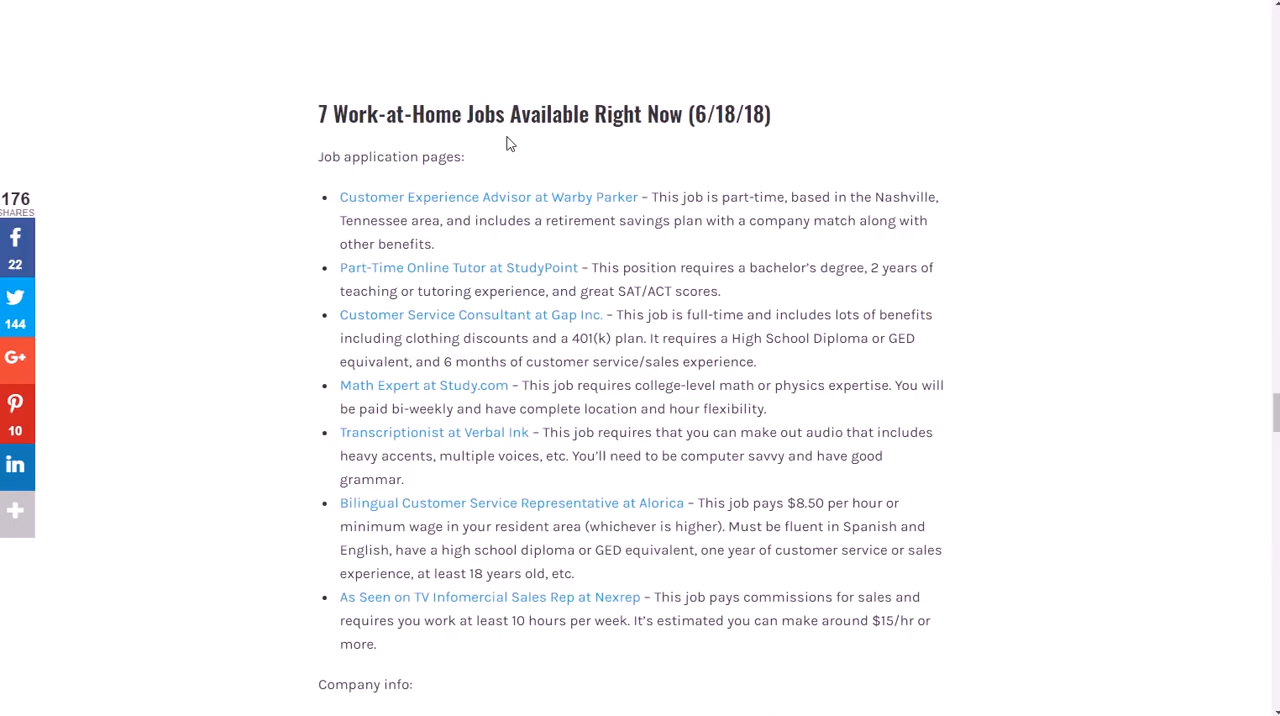 7 Work-at-Home Jobs Available Right Now (6/18/18)
Job application pages:
Customer Experience Advisor at Warby Parker – This job is part-time, based in the Nashville,
Tennessee area, and includes a retirement savings plan with a company match along with
other benefits.
Part-Time Online Tutor at StudyPoint – This position requires a bachelor's degree, 2 years of
teaching or tutoring experience, and great SAT/ACT scores.
Customer Service Consultant at Gap Inc. – This job is full-time and includes lots of benefits
including clothing discounts and a 401(k) plan. It requires a High School Diploma or GED
equivalent, and 6 months of customer service/sales experience.
Math Expert at Study.com – This job requires college-level math or physics expertise. You will
be paid bi-weekly and have complete location and hour flexibility.
Transcriptionist at Verbal Ink – This job requires that you can make out audio that includes
heavy accents, multiple voices, etc. You'll need to be computer savvy and have good
grammar.
Bilingual Customer Service Representative at Alorica – This job pays $8.50 per hour or
minimum wage in your resident area (whichever is higher). Must be fluent in Spanish and
English, have a high school diploma or GED equivalent, one year of customer service or sales
experience, at least 18 years old, etc.
As Seen on TV Infomercial Sales Rep at Nexrep – This job pays commissions for sales and
requires you work at least 10 hours per week. It's estimated you can make around $15/hr or
more.
Company info:
176
SHARES
22
144
G+
10
in